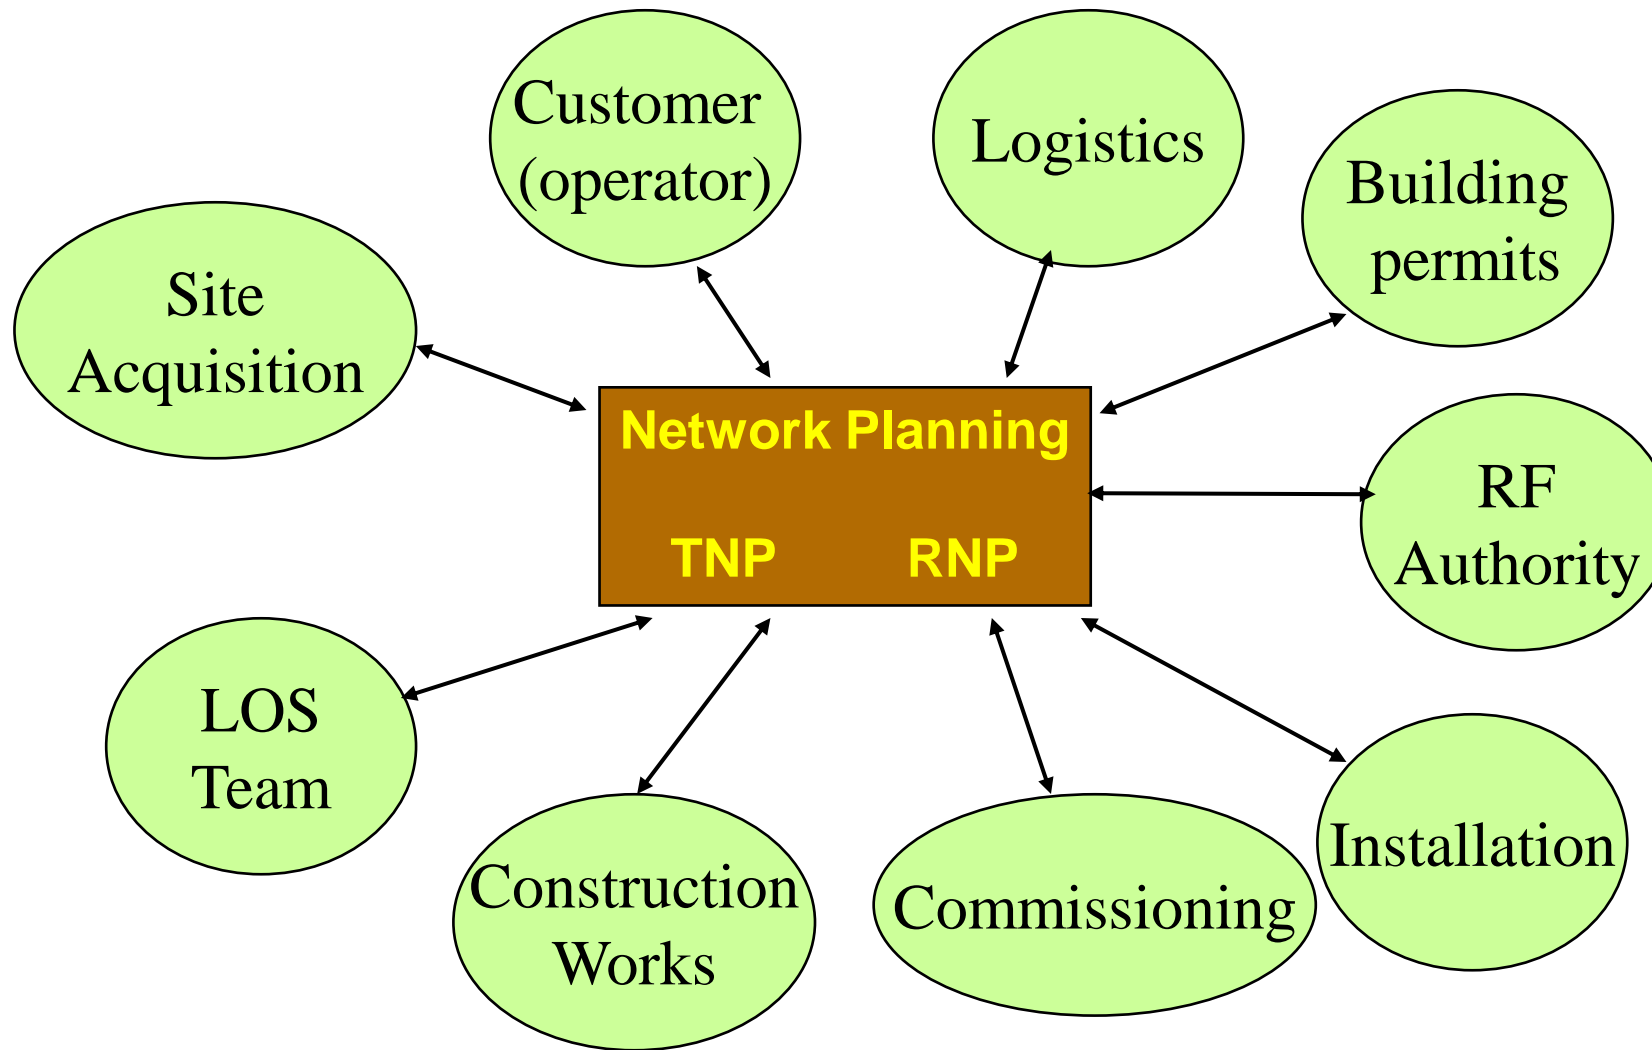 Customer
(operator)
Logistics
Building
permits
Site
Acquisition
Network Planning
TNP RNP
RF
Authority
LOS
Team
Construction
Works
Commissioning
Installation